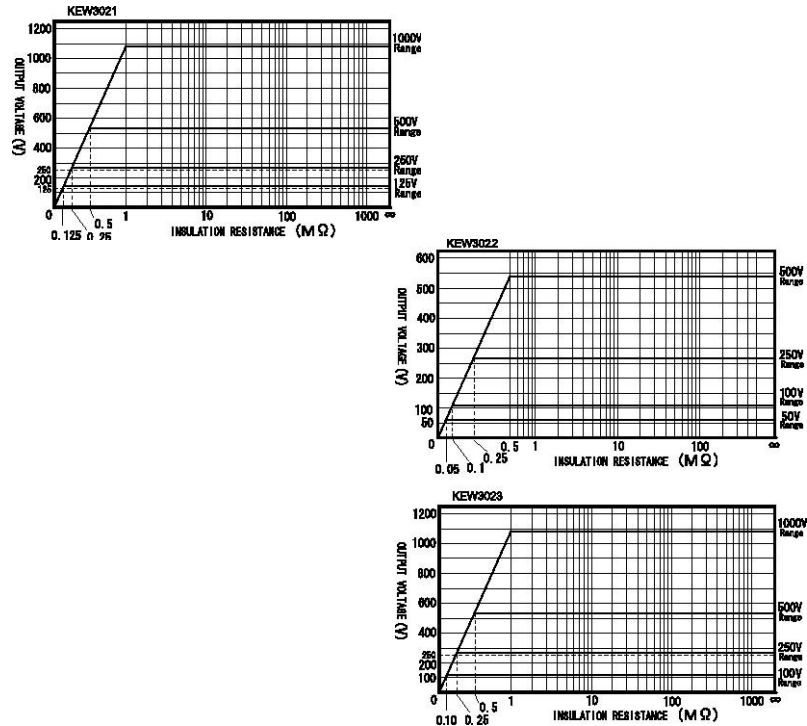 KEW3021
OUTPUT VOLTAGE (V)
1200
1000
800
600
400
250
200
125
0
1000V
Range
500V
Range
250V
Range
125V
Range
0.125
0.25
0.5
1
10
100
1000
∞
INSULATION RESISTANCE (MΩ)
KEW3022
OUTPUT VOLTAGE (V)
600
500
400
300
200
100
50
0
500V
Range
250V
Range
100V
Range
50V
Range
0.05
0.1
0.25
0.5
1
10
100
∞
INSULATION RESISTANCE (MΩ)
KEW3023
OUTPUT VOLTAGE (V)
1200
1000
800
600
400
250
200
100
0
1000V
Range
500V
Range
250V
Range
100V
Range
0.10
0.25
0.5
1
10
100
1000
∞
INSULATION RESISTANCE (MΩ)